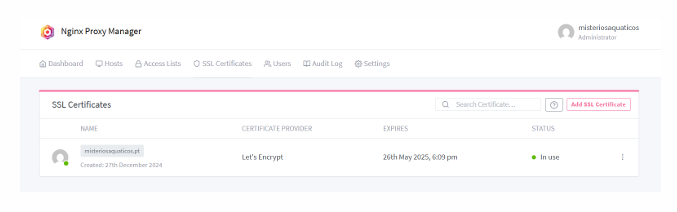 Nginx Proxy Manager
misteriosaquaticos
Administrator
Dashboard Hosts Access Lists SSL Certificates Users Audit Log Settings
SSL Certificates
Search Certificate…
Add SSL Certificate
NAME CERTIFICATE PROVIDER EXPIRES STATUS
misteriosaquaticos.pt
Let's Encrypt 26th May 2025, 6:09 pm In use
Created: 27th December 2024